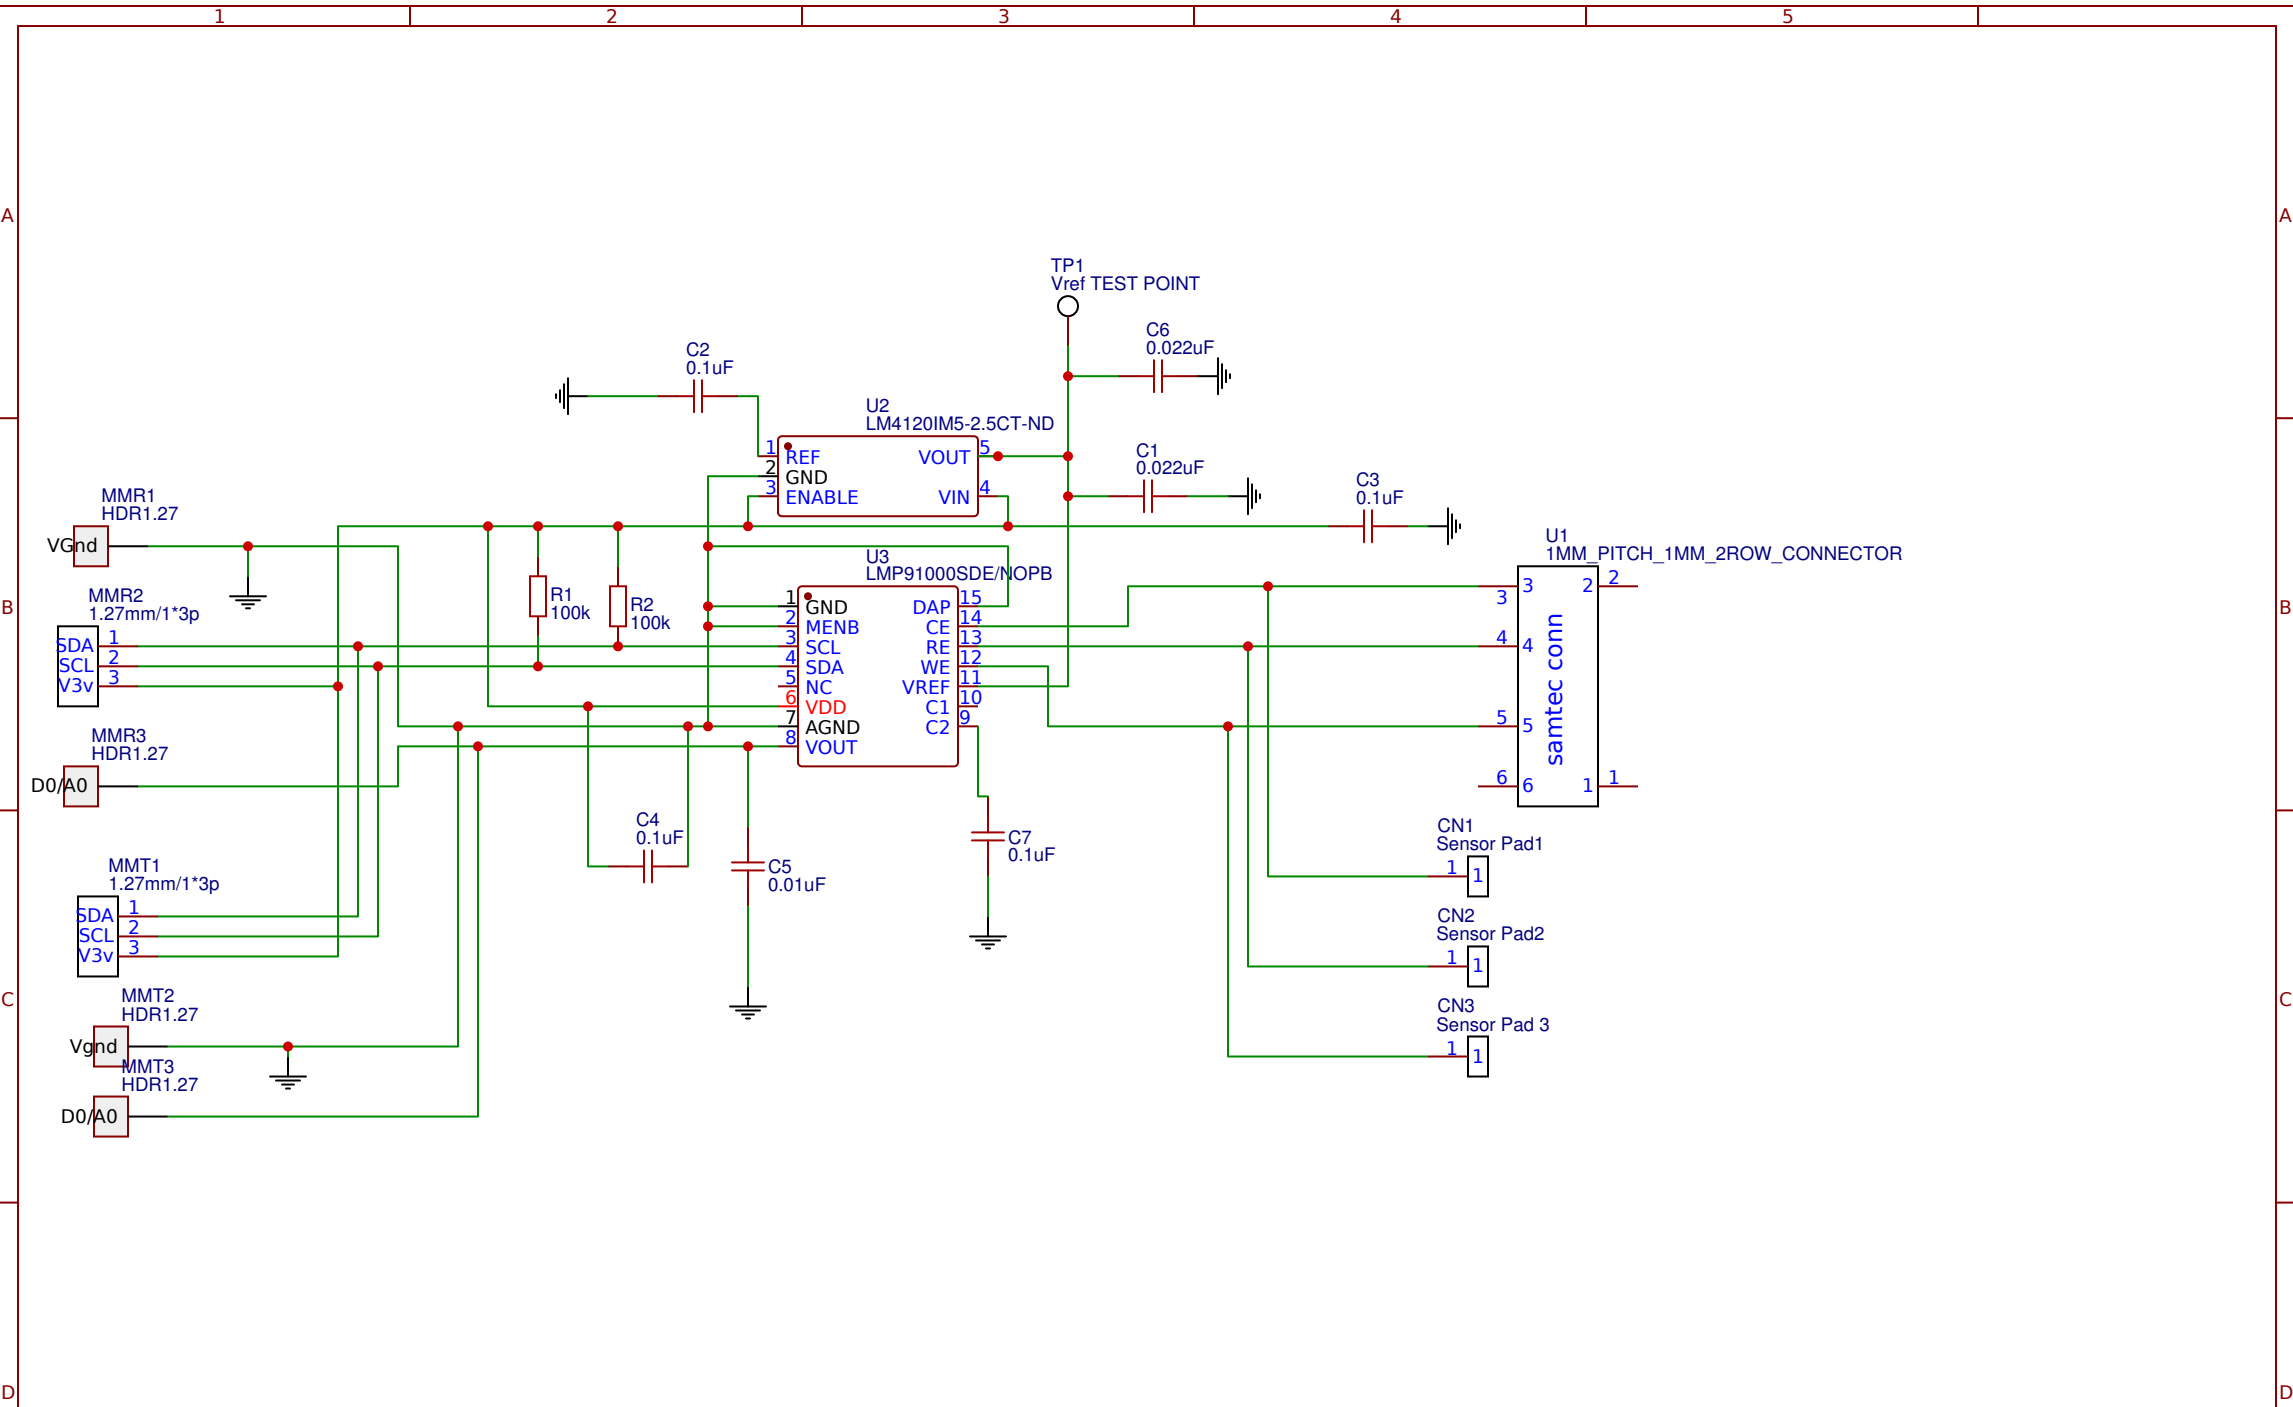 1 2 3 4 5
A A
TP1
Vref TEST POINT
C6
0.022uF
C2
0.1uF
U2
LM4120IM5-2.5CT-ND
1 REF VOUT 5
2 GND
3 ENABLE VIN 4
C1
0.022uF
C3
0.1uF
MMR1
HDR1.27
VGnd
U1
1MM_PITCH_1MM_2ROW_CONNECTOR
3 3 2 2
4 4
5 5
6 6 1 1
samtec conn
U3
LMP91000SDE/NOPB
1 GND DAP 15
2 MENB CE 14
3 SCL RE 13
4 SDA WE 12
5 NC VREF 11
6 VDD C1 10
7 AGND C2 9
8 VOUT
B B
R1
100k
R2
100k
MMR2
1.27mm/1*3p
SDA 1
SCL 2
V3v 3
MMR3
HDR1.27
D0/A0
C4
0.1uF
C5
0.01uF
C7
0.1uF
CN1
Sensor Pad1
1 1
MMT1
1.27mm/1*3p
SDA 1
SCL 2
V3v 3
CN2
Sensor Pad2
1 1
C C
MMT2
HDR1.27
Vgnd
CN3
Sensor Pad 3
1 1
MMT3
HDR1.27
D0/A0
D D